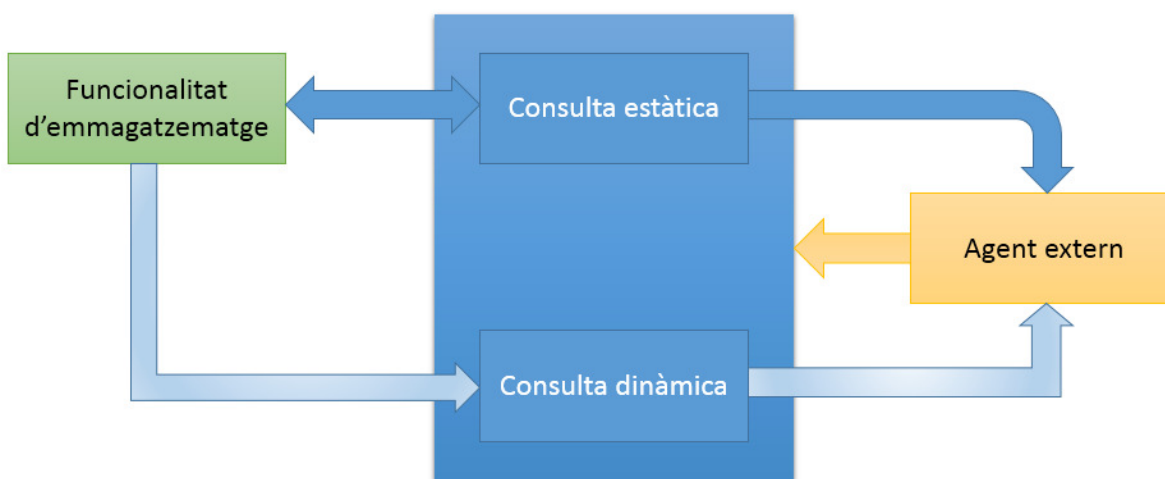 Funcionalitat
d’emmagatzematge
Consulta estàtica
Agent extern
Consulta dinàmica